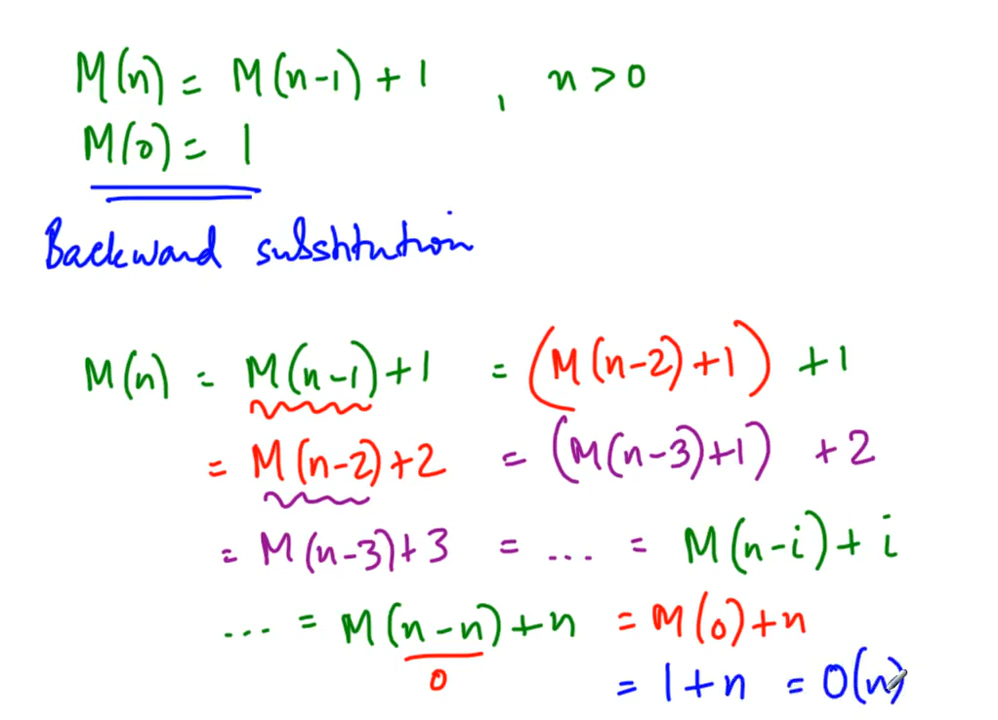 M(n) = M(n-1) + 1 , n > 0
M(0) = 1
Backward substitution
M(n) = M(n-1)+1 = (M(n-2)+1) + 1
= M(n-2)+2 = (M(n-3)+1) + 2
= M(n-3)+3 = ... = M(n-i)+ i
... = M(n-n)+n = M(0)+n
0
= 1+n = O(n)